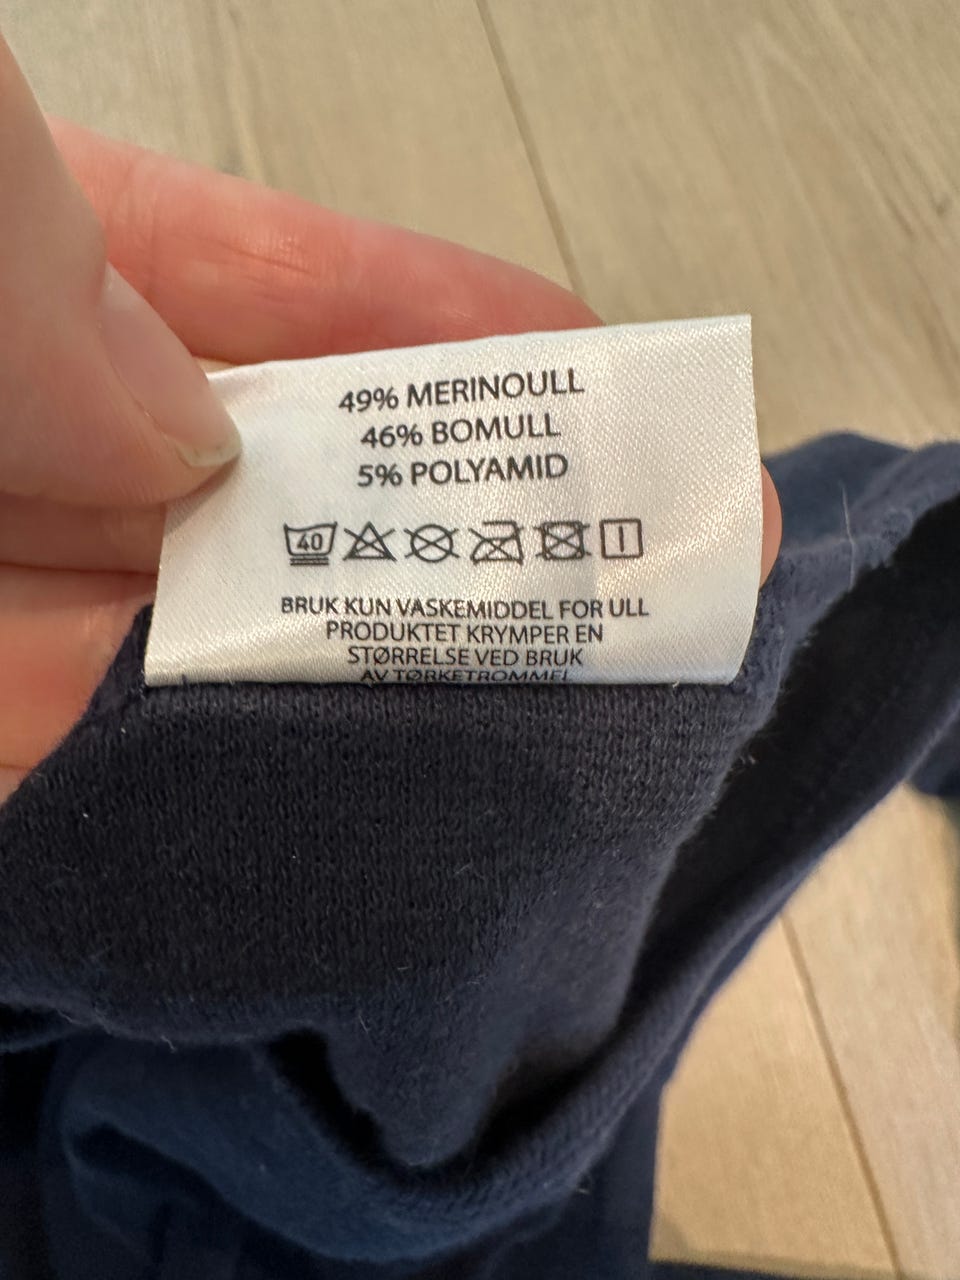 49% MERINOULL
46% BOMULL
5% POLYAMID
40
BRUK KUN VASKEMIDDEL FOR ULL
PRODUKTET KRYMPER EN
STØRRELSE VED BRUK
AV TØRKETROMMEL